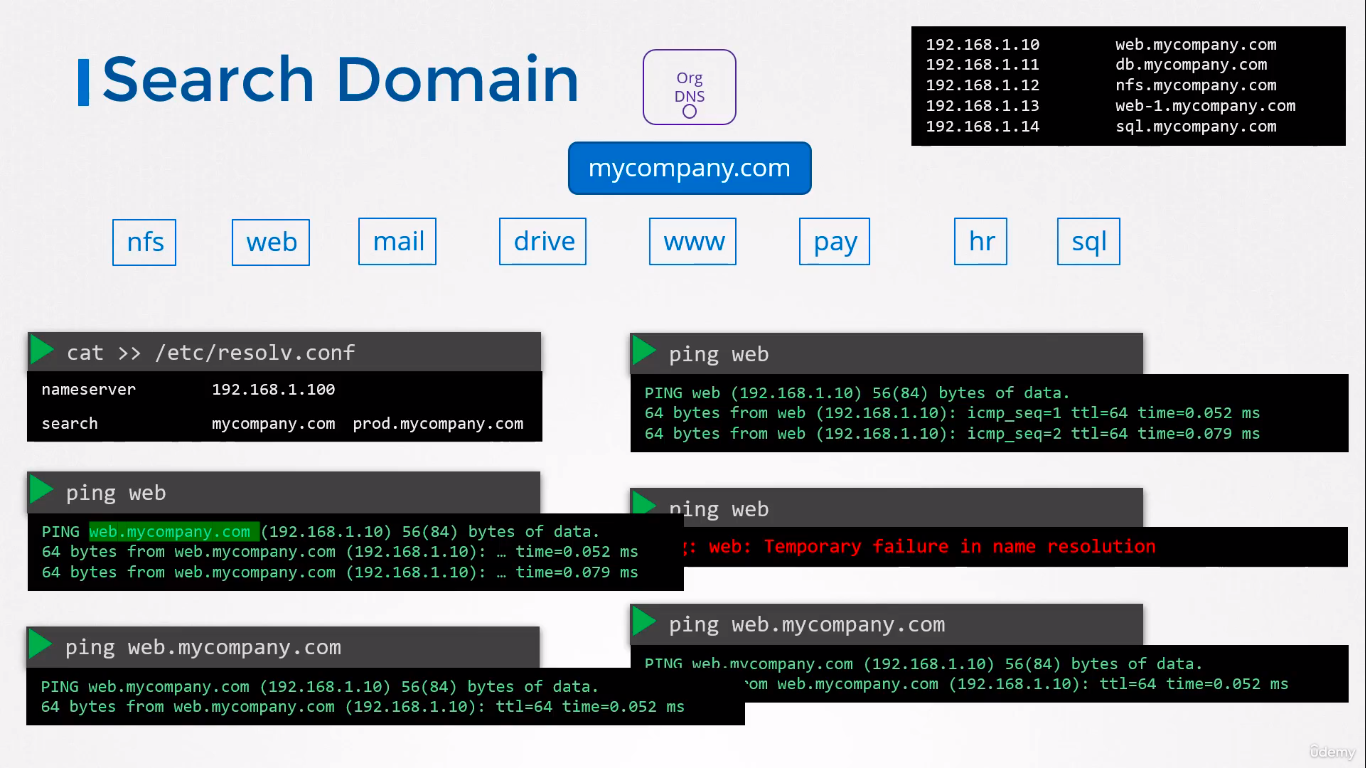 Search Domain
Org
DNS
192.168.1.10 web.mycompany.com
192.168.1.11 db.mycompany.com
192.168.1.12 nfs.mycompany.com
192.168.1.13 web-1.mycompany.com
192.168.1.14 sql.mycompany.com
mycompany.com
nfs web mail drive www pay hr sql
cat >> /etc/resolv.conf
nameserver 192.168.1.100
search mycompany.com prod.mycompany.com
ping web
PING web.mycompany.com (192.168.1.10) 56(84) bytes of data.
64 bytes from web.mycompany.com (192.168.1.10): … time=0.052 ms
64 bytes from web.mycompany.com (192.168.1.10): … time=0.079 ms
ping web.mycompany.com
PING web.mycompany.com (192.168.1.10) 56(84) bytes of data.
64 bytes from web.mycompany.com (192.168.1.10): ttl=64 time=0.052 ms
ping web
PING web (192.168.1.10) 56(84) bytes of data.
64 bytes from web (192.168.1.10): icmp_seq=1 ttl=64 time=0.052 ms
64 bytes from web (192.168.1.10): icmp_seq=2 ttl=64 time=0.079 ms
ping web
web: Temporary failure in name resolution
ping web.mycompany.com
PING web.mycompany.com (192.168.1.10) 56(84) bytes of data.
web.mycompany.com (192.168.1.10): ttl=64 time=0.052 ms
ûdemy